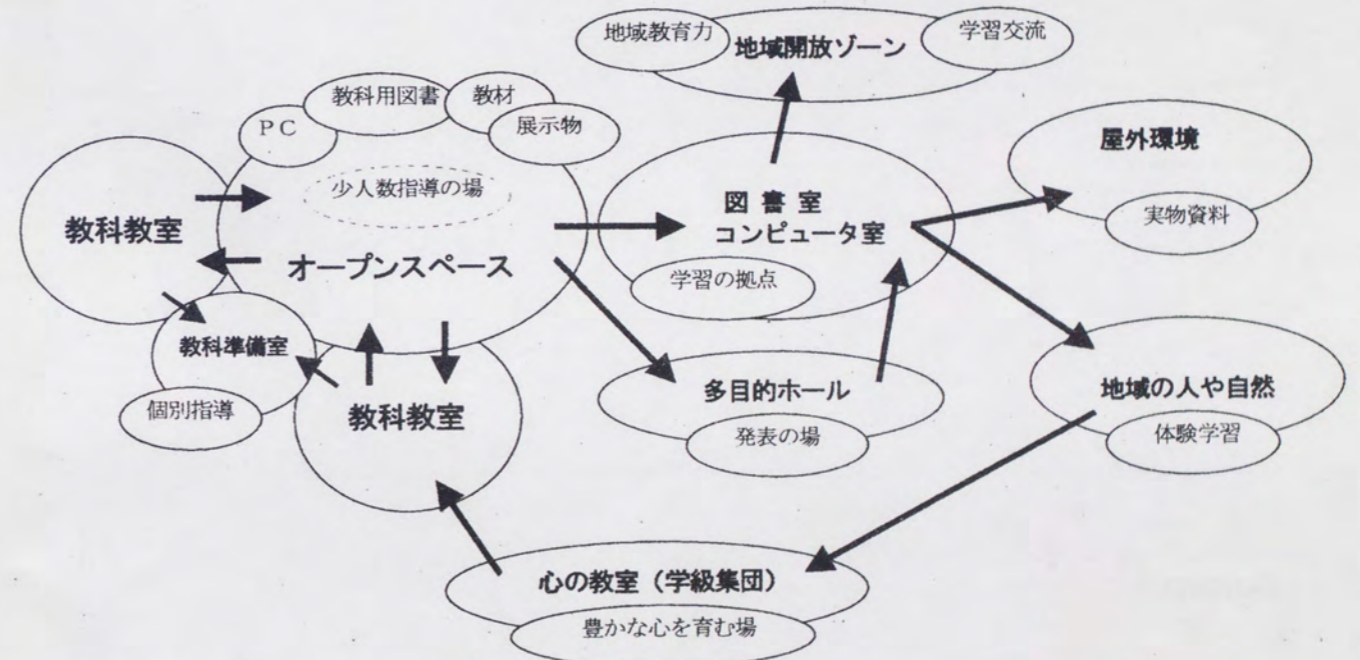 地域教育力
地域開放ゾーン
学習交流
教科用図書
教材
PC
展示物
屋外環境
実物資料
少人数指導の場
教科教室
オープンスペース
図書室
コンピュータ室
学習の拠点
教科準備室
個別指導
教科教室
多目的ホール
発表の場
地域の人や自然
体験学習
心の教室(学級集団)
豊かな心を育む場